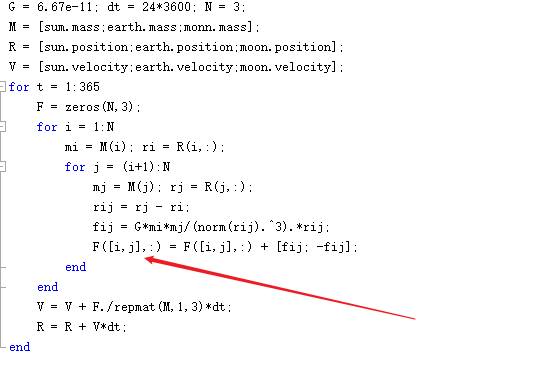 G = 6.67e-11; dt = 24*3600; N = 3;
M = [sum.mass;earth.mass;monn.mass];
R = [sun.position;earth.position;moon.position];
V = [sun.velocity;earth.velocity;moon.velocity];
for t = 1:365
F = zeros(N,3);
for i = 1:N
mi = M(i); ri = R(i,:);
for j = (i+1):N
mj = M(j); rj = R(j,:);
rij = rj - ri;
fij = G*mi*mj/(norm(rij).^3).*rij;
F([i,j],:) = F([i,j],:) + [fij; -fij];
end
end
V = V + F./repmat(M,1,3)*dt;
R = R + V*dt;
end